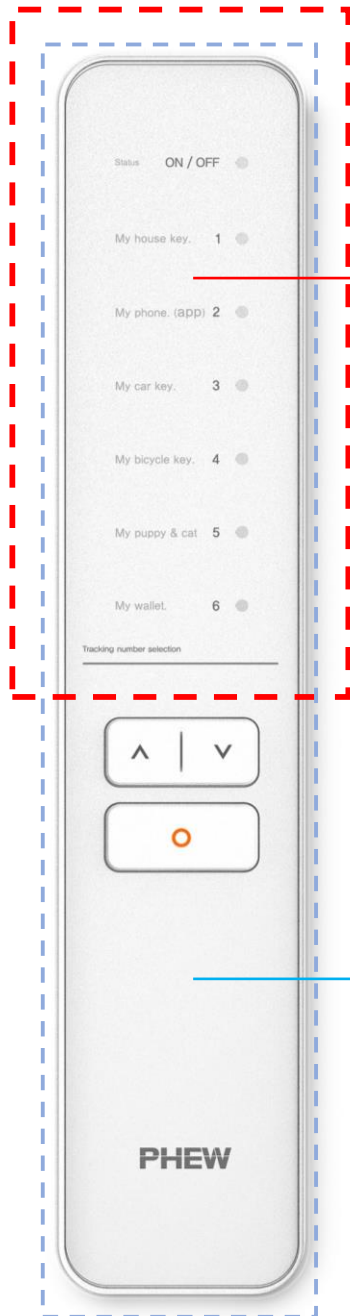 Status ON / OFF
My house key. 1
My phone. (app) 2
My car key. 3
My bicycle key. 4
My puppy & cat 5
My wallet. 6
Tracking number selection
PHEW